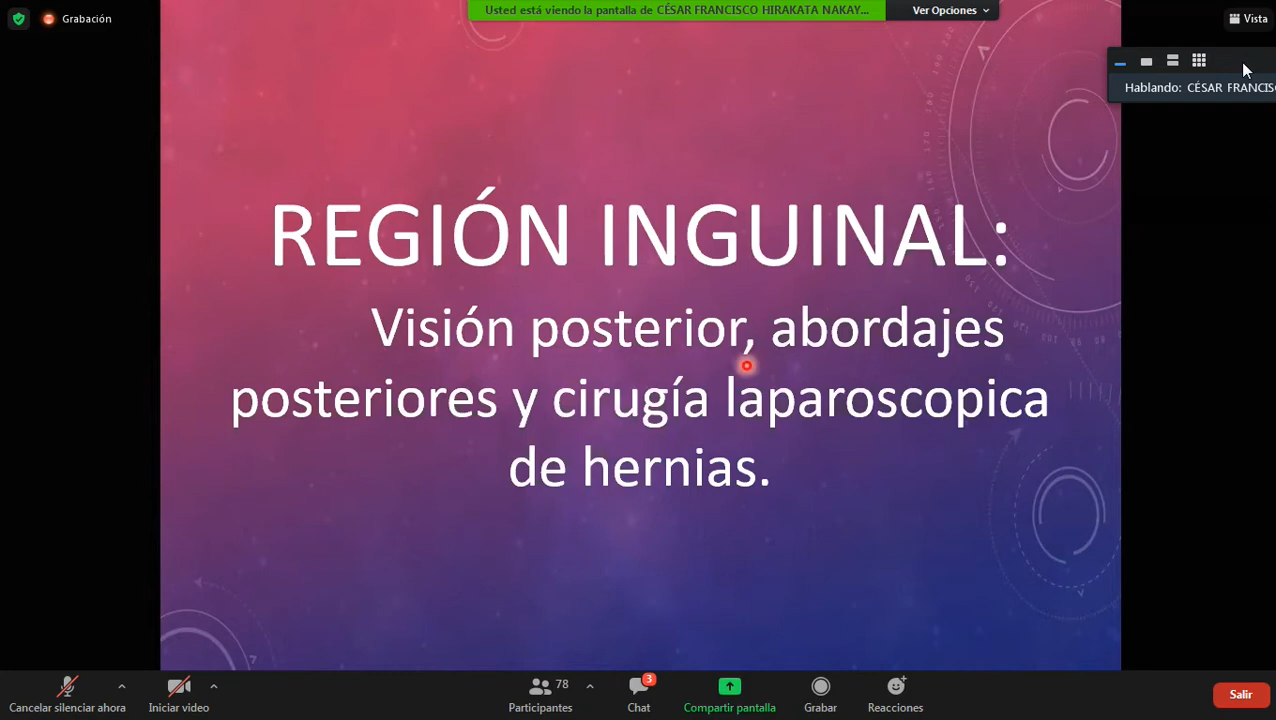 Grabación
Usted está viendo la pantalla de CÉSAR FRANCISCO HIRAKATA NAKAY...
Ver Opciones
Vista
Hablando: CÉSAR FRANCIS
REGIÓN INGUINAL:
Visión posterior, abordajes
posteriores y cirugía laparoscopica
de hernias.
Cancelar silenciar ahora
Iniciar video
78
Participantes
3
Chat
Compartir pantalla
Grabar
Reacciones
Salir